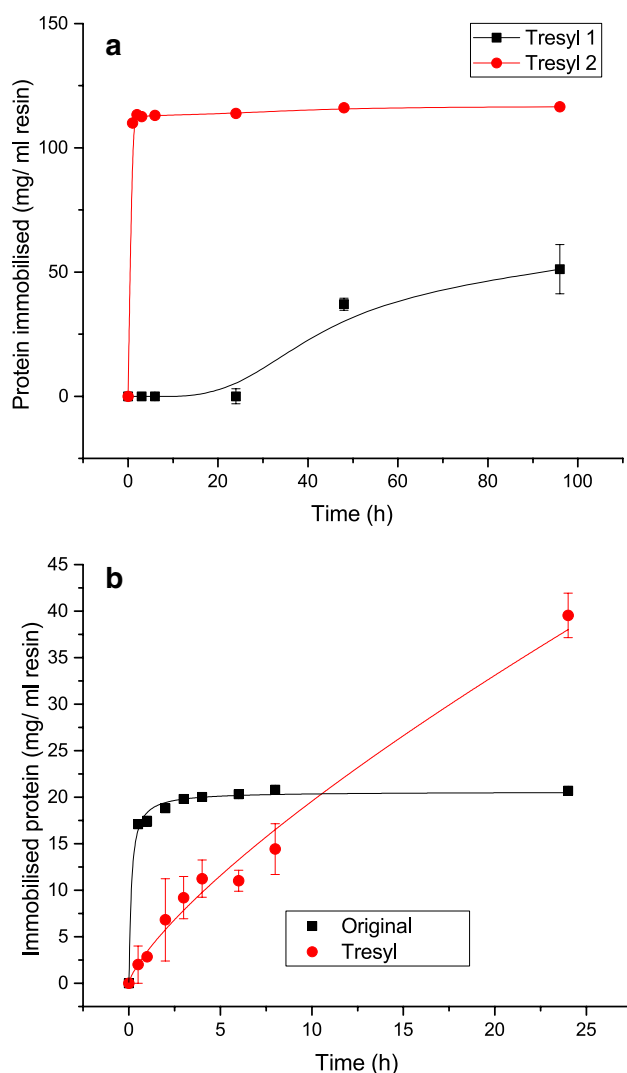 a
Tresyl 1
Tresyl 2
Protein immobilised (mg/ ml resin)
150
100
50
0
0 20 40 60 80 100
Time (h)
b
Immobilised protein (mg/ ml resin)
45
40
35
30
25
20
15
10
5
0
Original
Tresyl
0 5 10 15 20 25
Time (h)